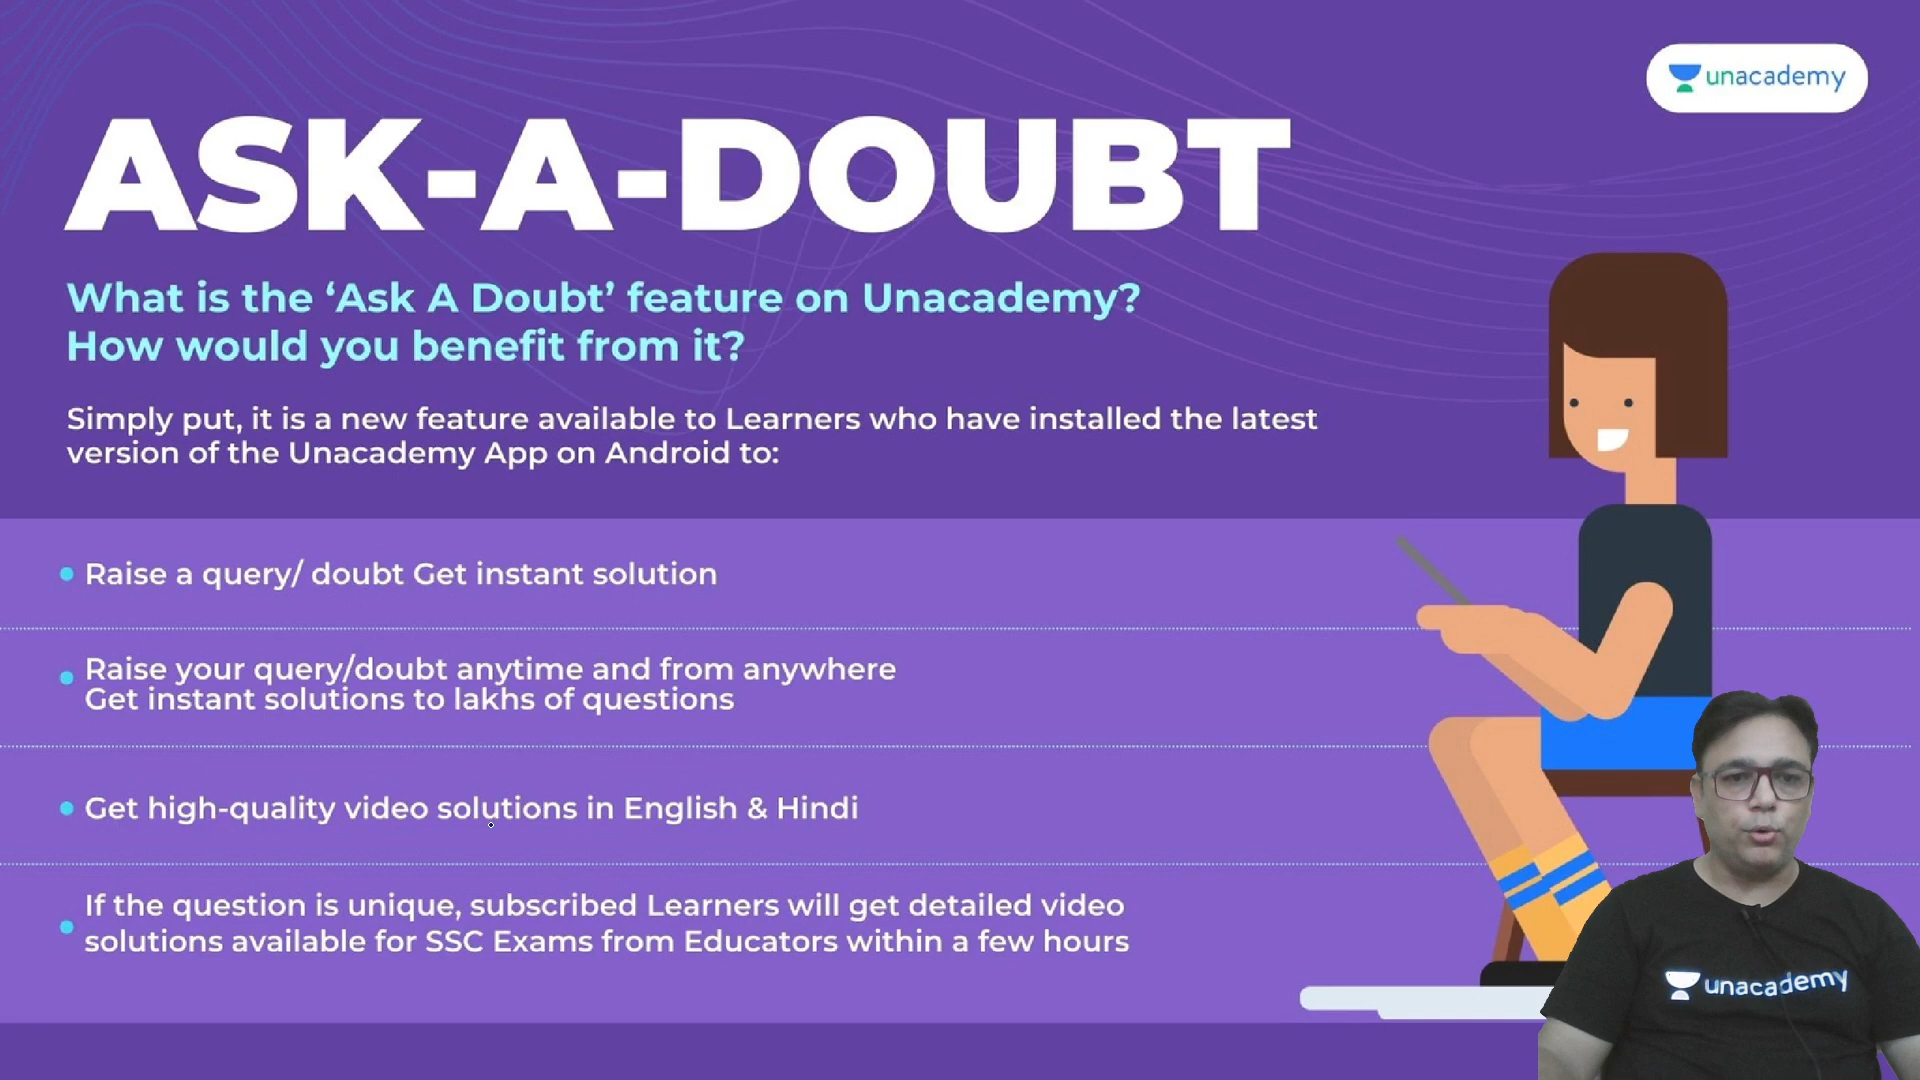 unacademy
ASK-A-DOUBT
What is the ‘Ask A Doubt’ feature on Unacademy?
How would you benefit from it?
Simply put, it is a new feature available to Learners who have installed the latest
version of the Unacademy App on Android to:
Raise a query/ doubt Get instant solution
Raise your query/doubt anytime and from anywhere
Get instant solutions to lakhs of questions
Get high-quality video solutions in English & Hindi
If the question is unique, subscribed Learners will get detailed video
solutions available for SSC Exams from Educators within a few hours
unacademy